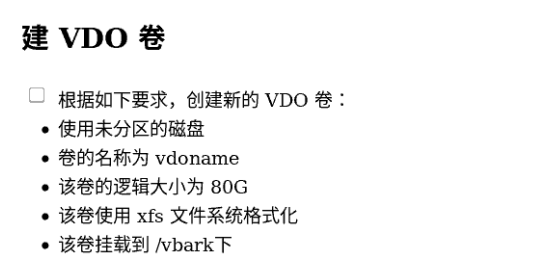 建 VDO 卷
根据如下要求，创建新的 VDO 卷：
• 使用未分区的磁盘
• 卷的名称为 vdoname
• 该卷的逻辑大小为 80G
• 该卷使用 xfs 文件系统格式化
• 该卷挂载到 /vbark下